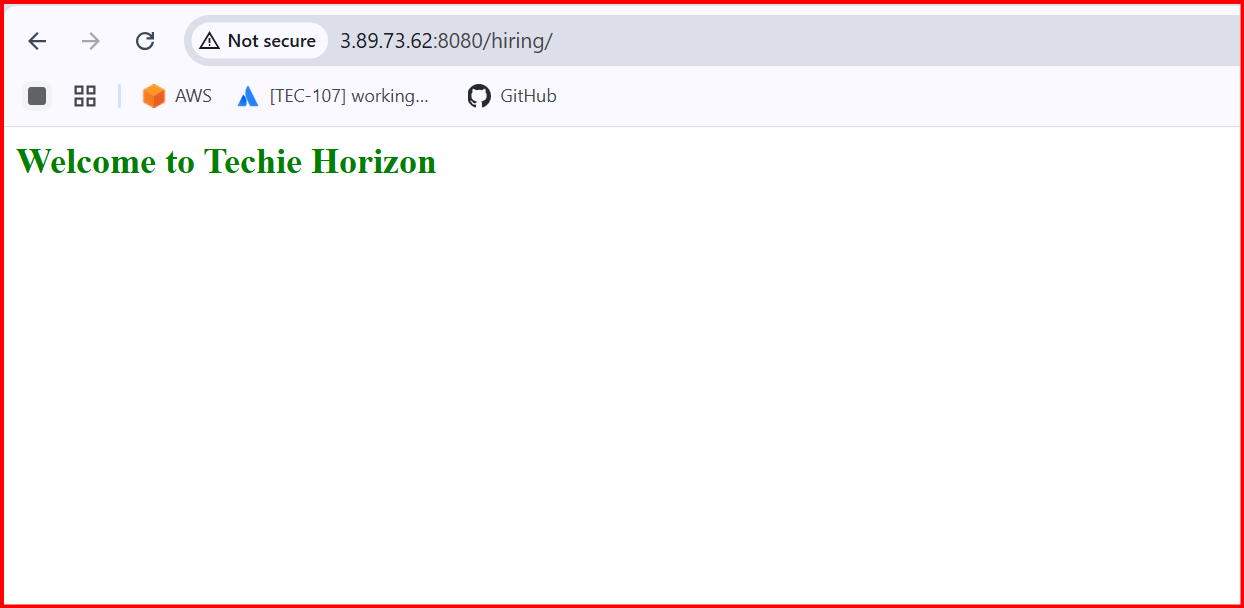 Not secure 3.89.73.62:8080/hiring/
AWS [TEC-107] working... GitHub
Welcome to Techie Horizon